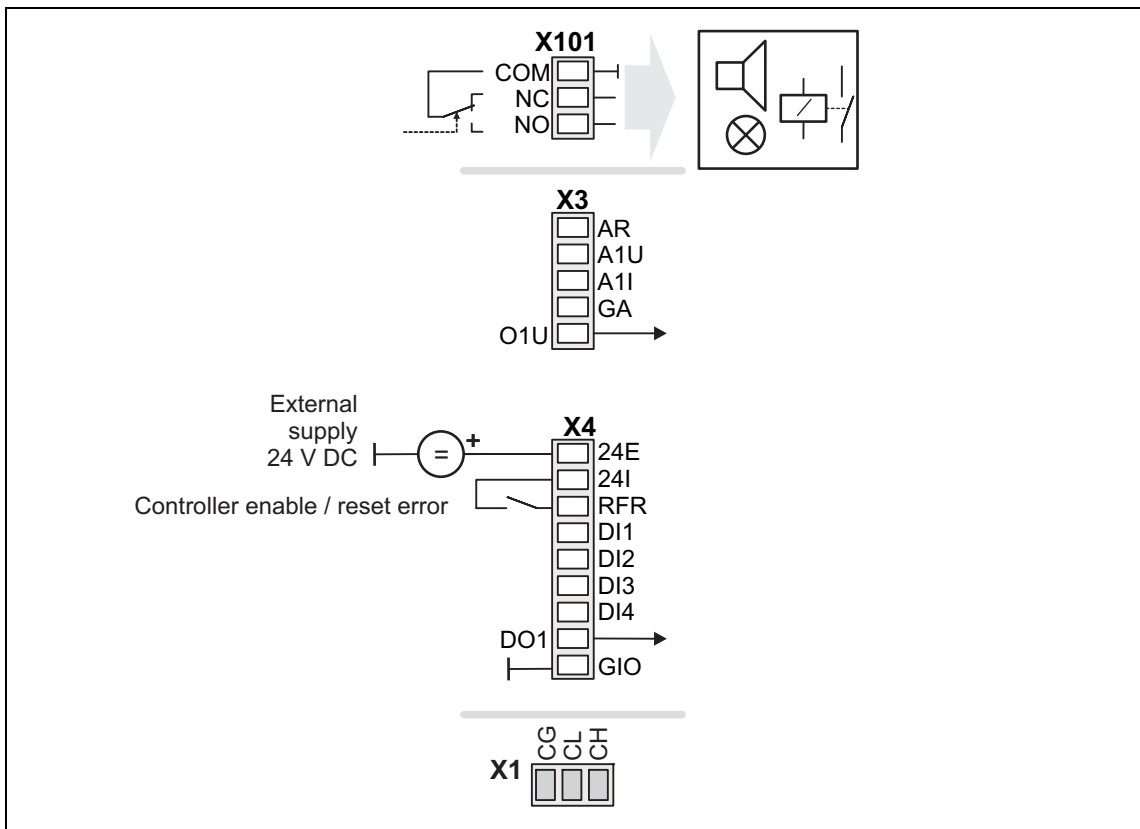 X101
COM
NC
NO
X3
AR
A1U
A1I
GA
O1U
External
supply
24 V DC
=
+
X4
24E
24I
Controller enable / reset error
RFR
DI1
DI2
DI3
DI4
DO1
GIO
X1
CG
CL
CH